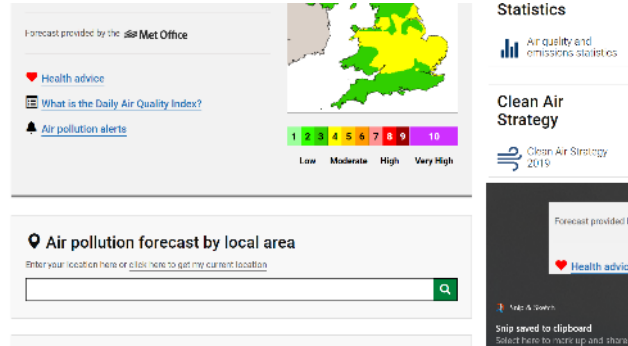 Forecast provided by the Met Office
Health advice
What is the Daily Air Quality Index?
Air pollution alerts
1 2 3 4 5 6 7 8 9 10
Low Moderate High Very High
Air pollution forecast by local area
Enter your location here or click here to get my current location
Statistics
Air quality and
emissions statistics
Clean Air
Strategy
Clean Air Strategy
2019
Forecast provided
Health advic
Snip & Sketch
Snip saved to clipboard
Select here to mark up and share